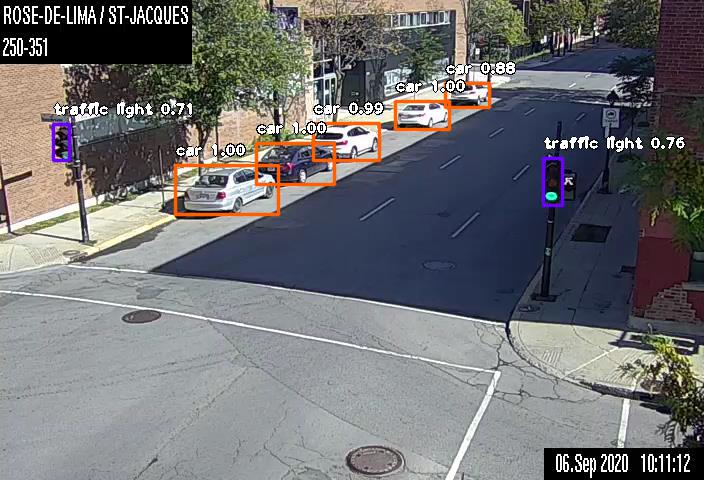 ROSE-DE-LIMA / ST-JACQUES
250-351
car 0.88
car 1.00
traffic light 0.71
car 0.99
car 1.00
traffic light 0.76
car 1.00
06.Sep 2020 10:11:12